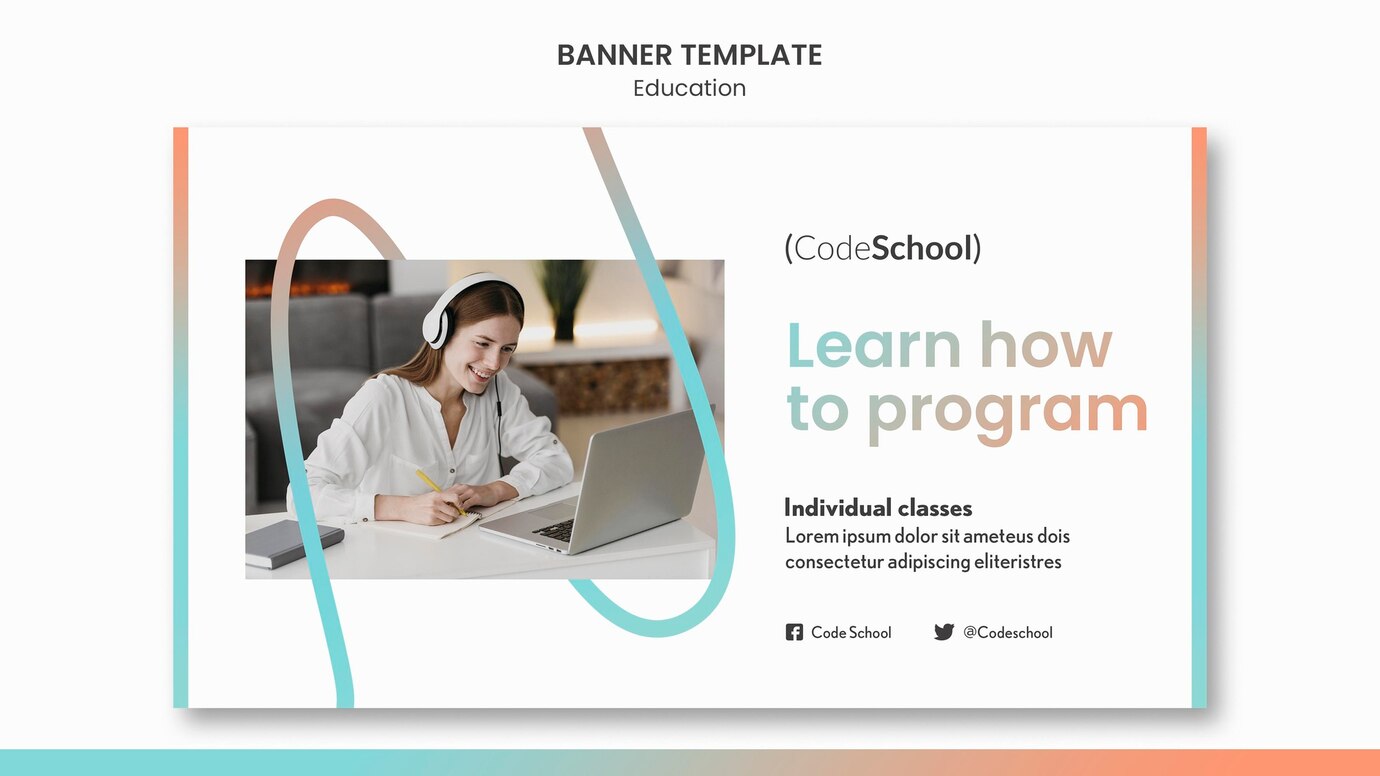 BANNER TEMPLATE
Education
(CodeSchool)
Learn how
to program
Individual classes
Lorem ipsum dolor sit ameteus dois
consectetur adipiscing eliteristres
Code School
@Codeschool